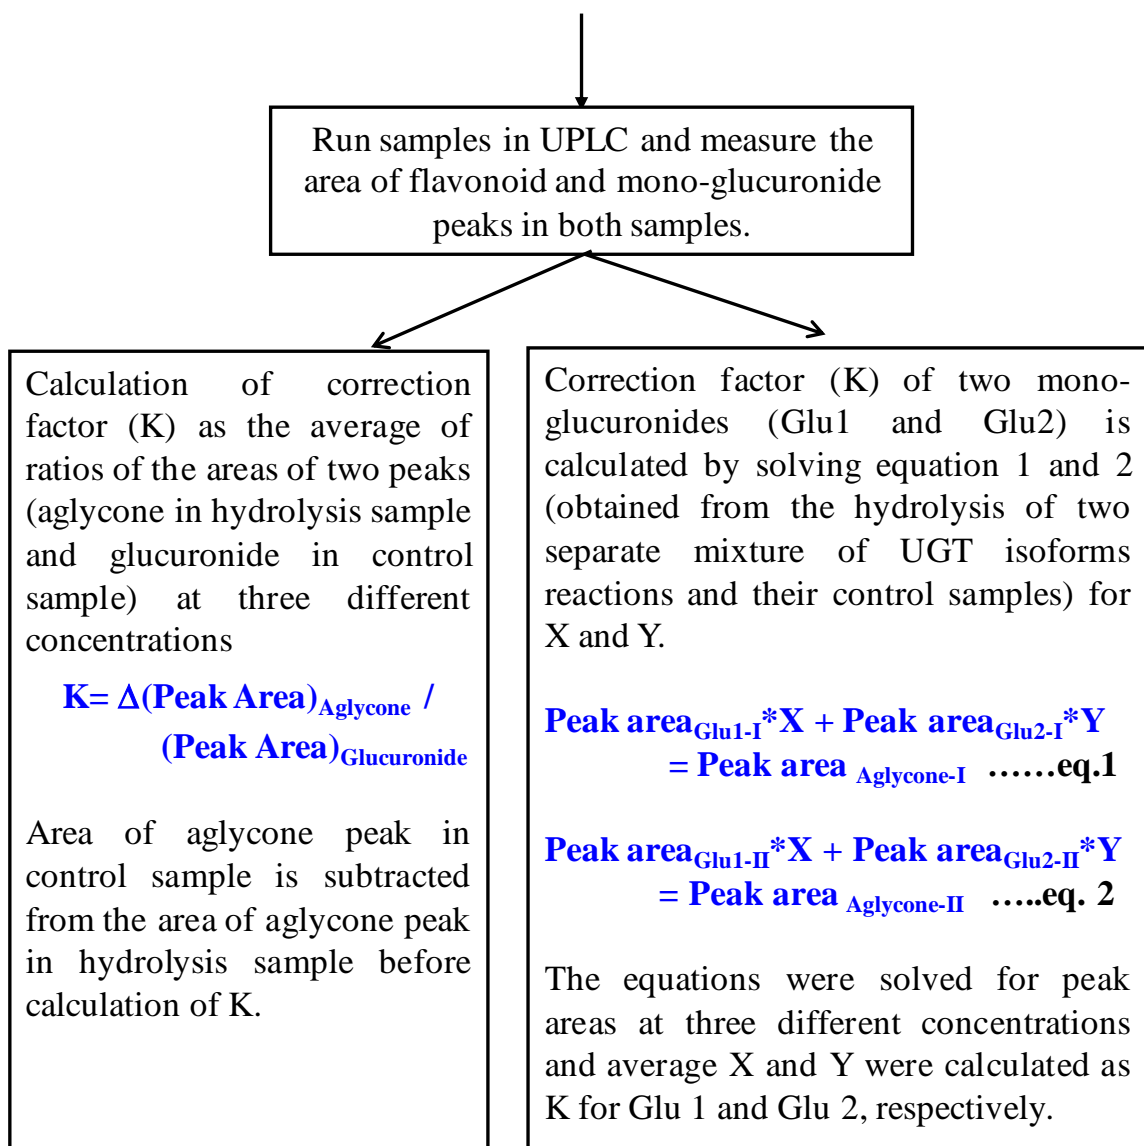 Run samples in UPLC and measure the
area of flavonoid and mono-glucuronide
peaks in both samples.
Calculation of correction
factor (K) as the average of
ratios of the areas of two peaks
(aglycone in hydrolysis sample
and glucuronide in control
sample) at three different
concentrations
K= Δ(Peak Area)Aglycone /
(Peak Area)Glucuronide
Area of aglycone peak in
control sample is subtracted
from the area of aglycone peak
in hydrolysis sample before
calculation of K.
Correction factor (K) of two mono-
glucuronides (Glu1 and Glu2) is
calculated by solving equation 1 and 2
(obtained from the hydrolysis of two
separate mixture of UGT isoforms
reactions and their control samples) for
X and Y.
Peak areaGlu1-I*X + Peak areaGlu2-I*Y
= Peak area Aglycone-I ……eq.1
Peak areaGlu1-II*X + Peak areaGlu2-II*Y
= Peak area Aglycone-II …..eq. 2
The equations were solved for peak
areas at three different concentrations
and average X and Y were calculated as
K for Glu 1 and Glu 2, respectively.